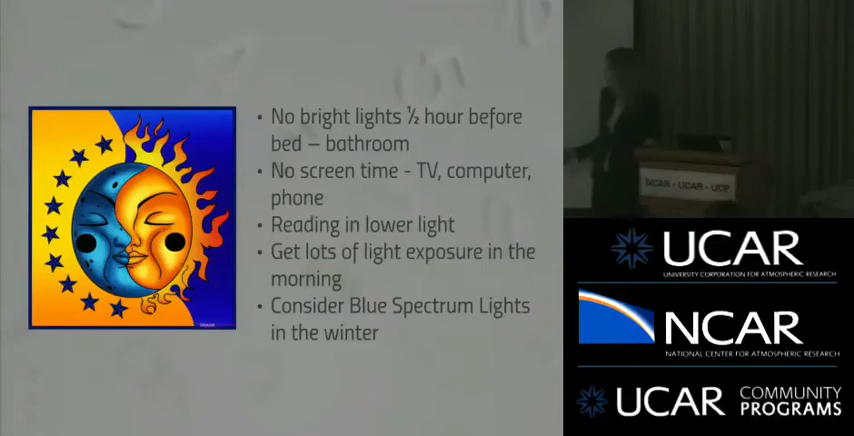 • No bright lights ½ hour before
bed – bathroom
• No screen time - TV, computer,
phone
• Reading in lower light
• Get lots of light exposure in the
morning
• Consider Blue Spectrum Lights
in the winter
NCAR • UCAR • UCP
UCAR
UNIVERSITY CORPORATION FOR ATMOSPHERIC RESEARCH
NCAR
NATIONAL CENTER FOR ATMOSPHERIC RESEARCH
UCAR COMMUNITY
PROGRAMS